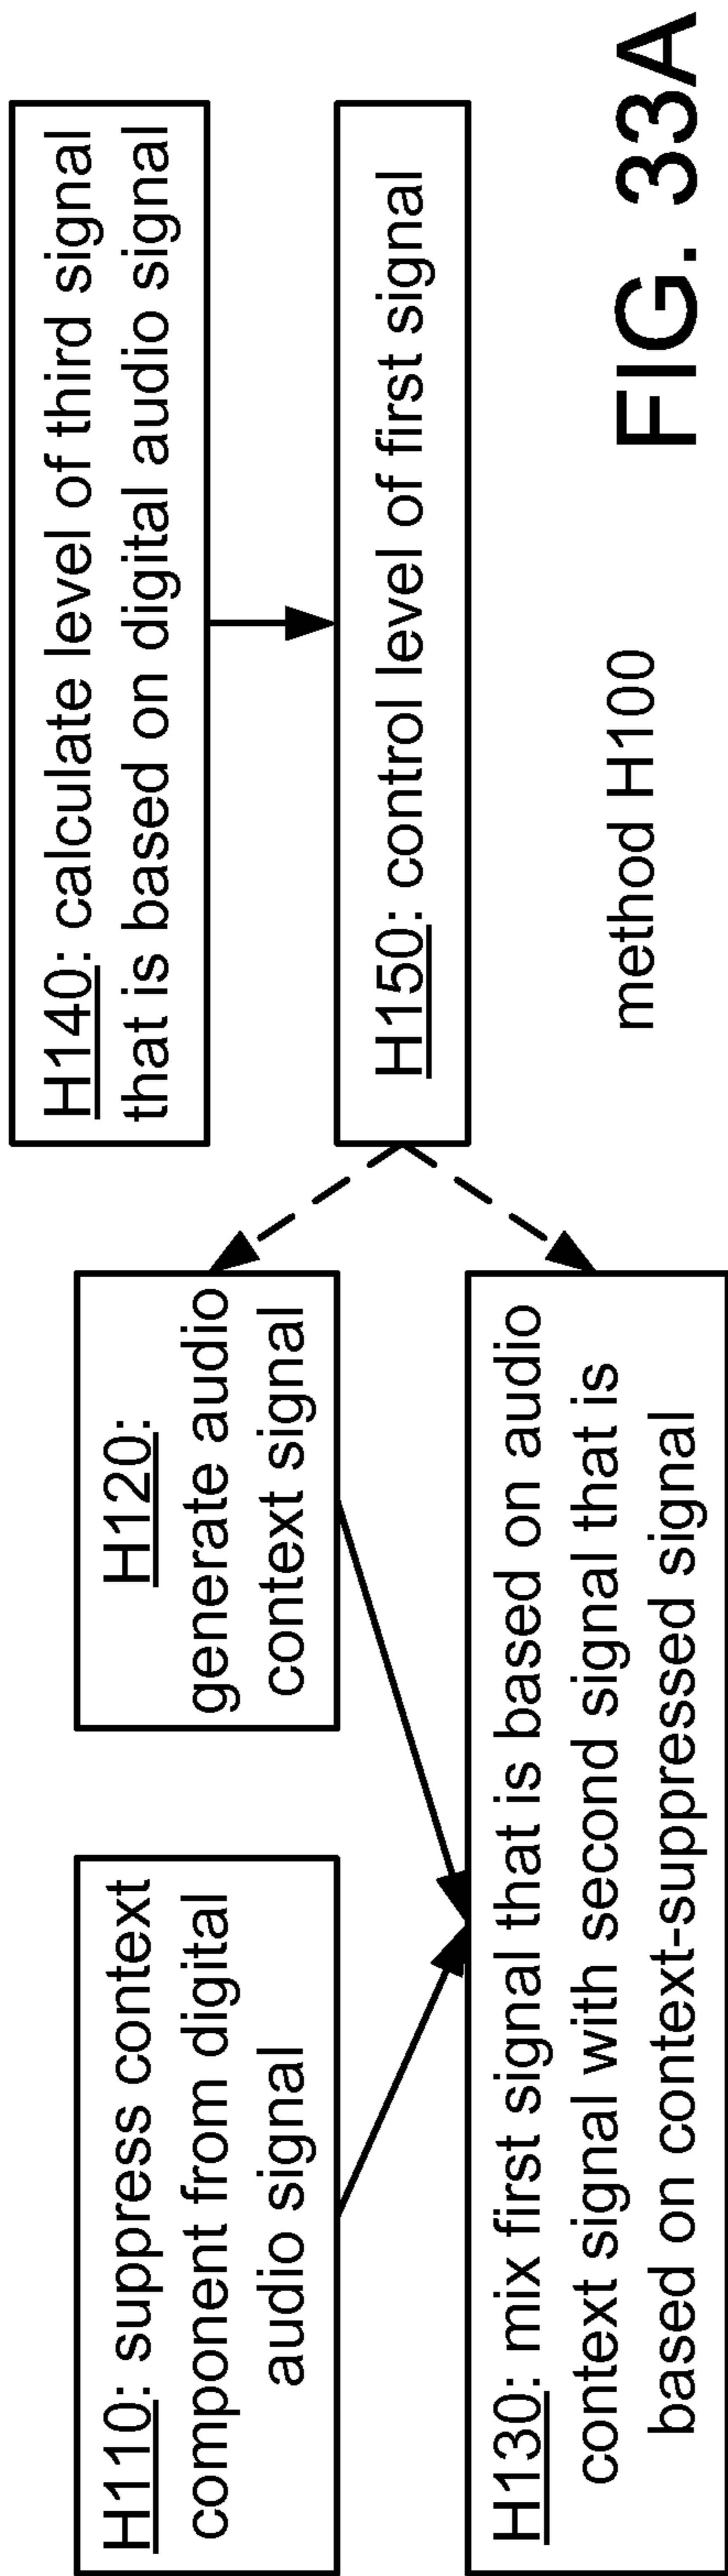 H110: suppress context
component from digital
audio signal
H120:
generate audio
context signal
H130: mix first signal that is based on audio
context signal with second signal that is
based on context-suppressed signal
H140: calculate level of third signal
that is based on digital audio signal
H150: control level of first signal
method H100
FIG. 33A